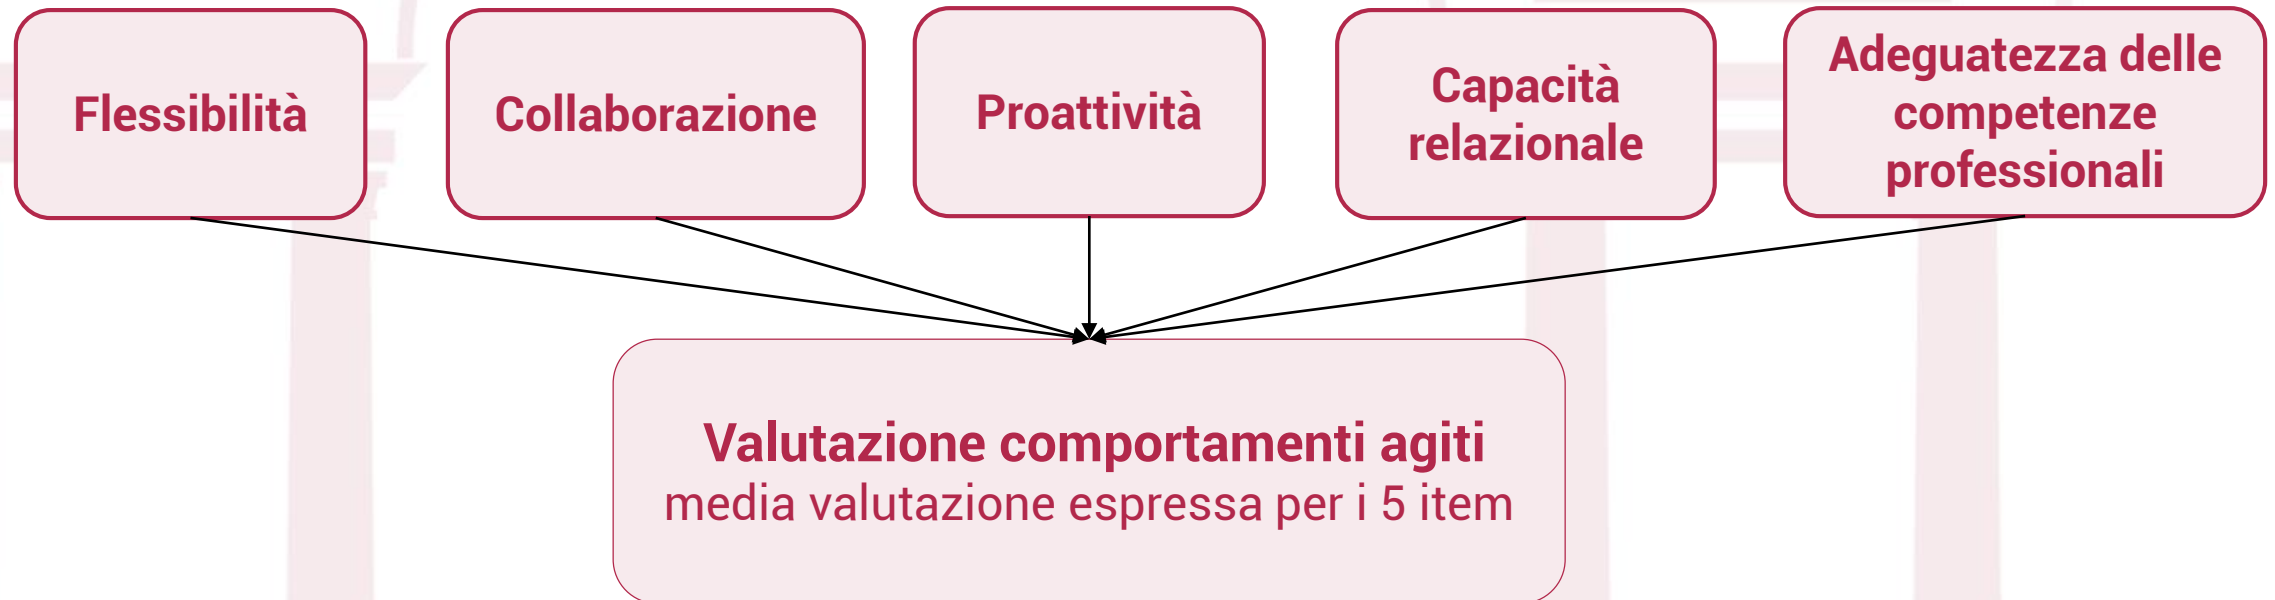 Flessibilità
Collaborazione
Proattività
Capacità
relazionale
Adeguatezza delle
competenze
professionali
Valutazione comportamenti agiti
media valutazione espressa per i 5 item